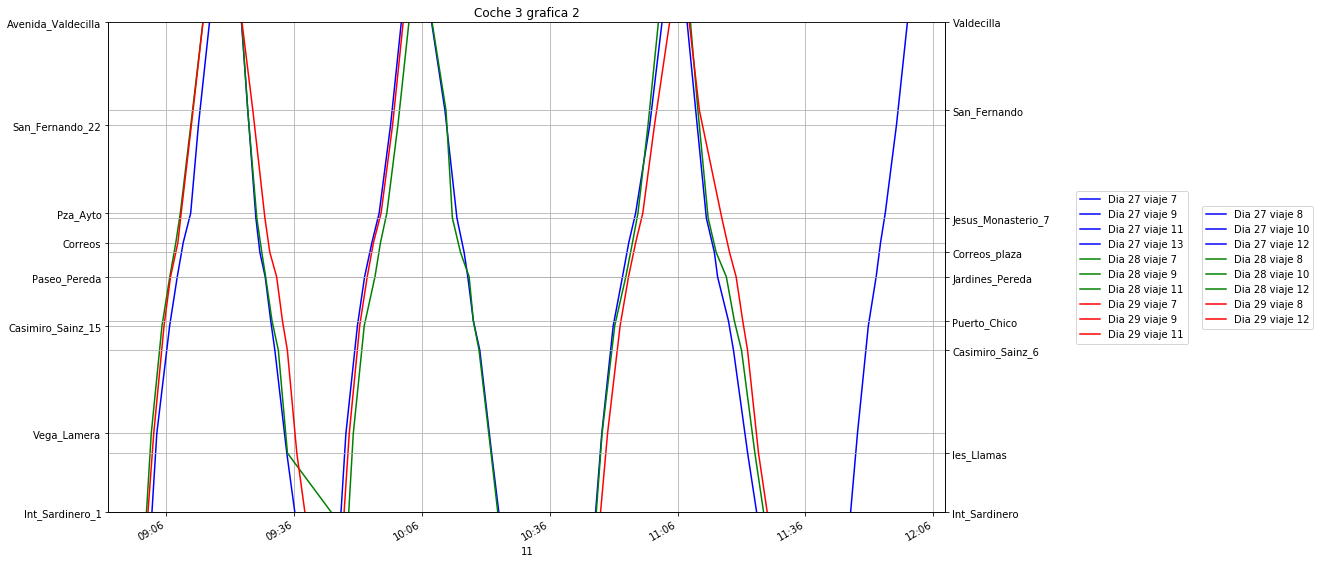 Coche 3 grafica 2
Avenida_Valdecilla
San_Fernando_22
Pza_Ayto
Correos
Paseo_Pereda
Casimiro_Sainz_15
Vega_Lamera
Int_Sardinero_1
Valdecilla
San_Fernando
Jesus_Monasterio_7
Correos_plaza
Jardines_Pereda
Puerto_Chico
Casimiro_Sainz_6
Ies_Llamas
Int_Sardinero
09:06
09:36
10:06
10:36
11:06
11:36
12:06
11
Dia 27 viaje 7
Dia 27 viaje 9
Dia 27 viaje 11
Dia 27 viaje 13
Dia 28 viaje 7
Dia 28 viaje 9
Dia 28 viaje 11
Dia 29 viaje 7
Dia 29 viaje 9
Dia 29 viaje 11
Dia 27 viaje 8
Dia 27 viaje 10
Dia 27 viaje 12
Dia 28 viaje 8
Dia 28 viaje 10
Dia 28 viaje 12
Dia 29 viaje 8
Dia 29 viaje 12